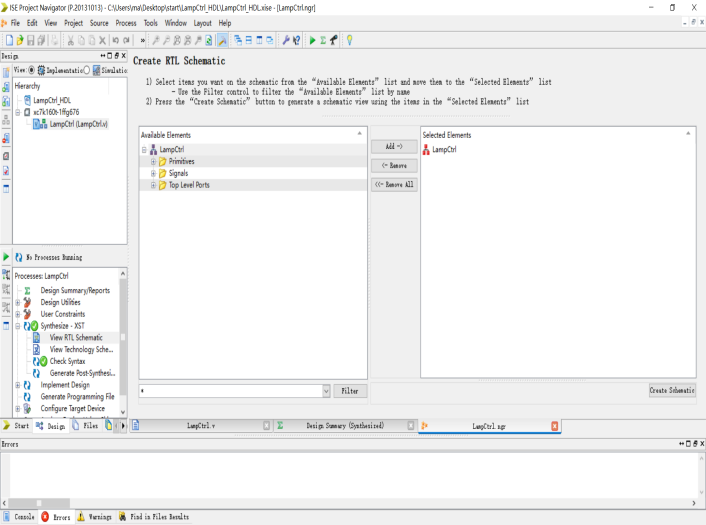 ISE Project Navigator (P.20131013) - C:\Users\ma\Desktop\start\LampCtrl_HDL\LampCtrl_HDL.xise - [LampCtrl.ngr]
File Edit View Project Source Process Tools Window Layout Help
Design
View: Implementatic Simulatio
Hierarchy
LampCtrl_HDL
xc7k160t-1ffg676
LampCtrl (LampCtrl.v)
No Processes Running
Processes: LampCtrl
Design Summary/Reports
Design Utilities
User Constraints
Synthesize - XST
View RTL Schematic
View Technology Sche...
Check Syntax
Generate Post-Synthesi...
Implement Design
Generate Programming File
Configure Target Device
Start Design Files
Create RTL Schematic
1) Select items you want on the schematic from the "Available Elements" list and move them to the "Selected Elements" list
- Use the Filter control to filter the "Available Elements" list by name
2) Press the "Create Schematic" button to generate a schematic view using the items in the "Selected Elements" list
Available Elements
LampCtrl
Primitives
Signals
Top Level Ports
* Filter
Add ->
<- Remove
<<- Remove All
Selected Elements
LampCtrl
Create Schematic
LampCtrl.v Design Summary (Synthesized) LampCtrl.ngr
Errors
Console Errors Warnings Find in Files Results